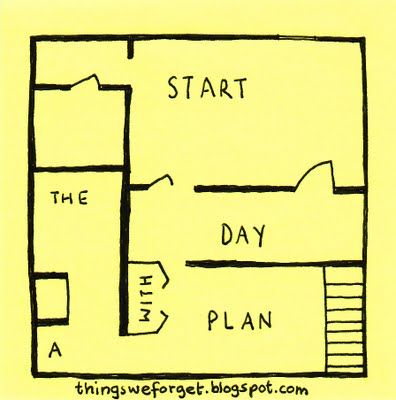 START
THE
DAY
WITH
A
PLAN
thingsweforget.blogspot.com